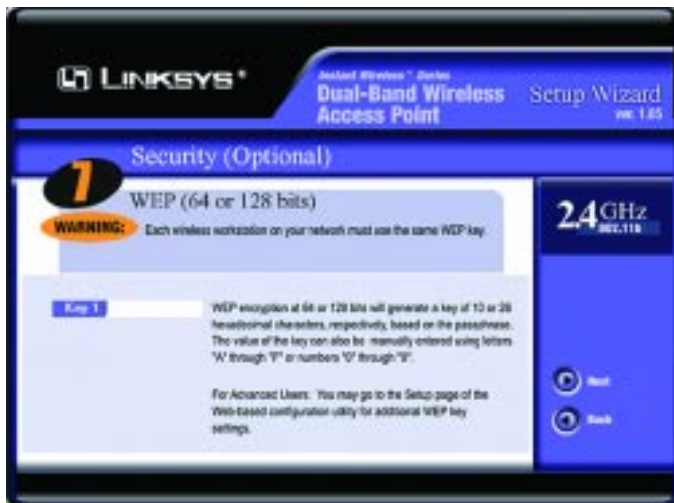 LINKSYS®
Instant Wireless™ Series
Dual-Band Wireless
Access Point
Setup Wizard
ver. 1.05
Security (Optional)
7
WEP (64 or 128 bits)
WARNING:
Each wireless workstation on your network must use the same WEP key.
2.4GHz
802.11b
Key 1
WEP encryption at 64 or 128 bits will generate a key of 10 or 26
hexadecimal characters, respectively, based on the passphrase.
The value of the key can also be manually entered using letters
"A" through "F" or numbers "0" through "9".
For Advanced Users: You may go to the Setup page of the
Web-based configuration utility for additional WEP key
settings.
Next
Back